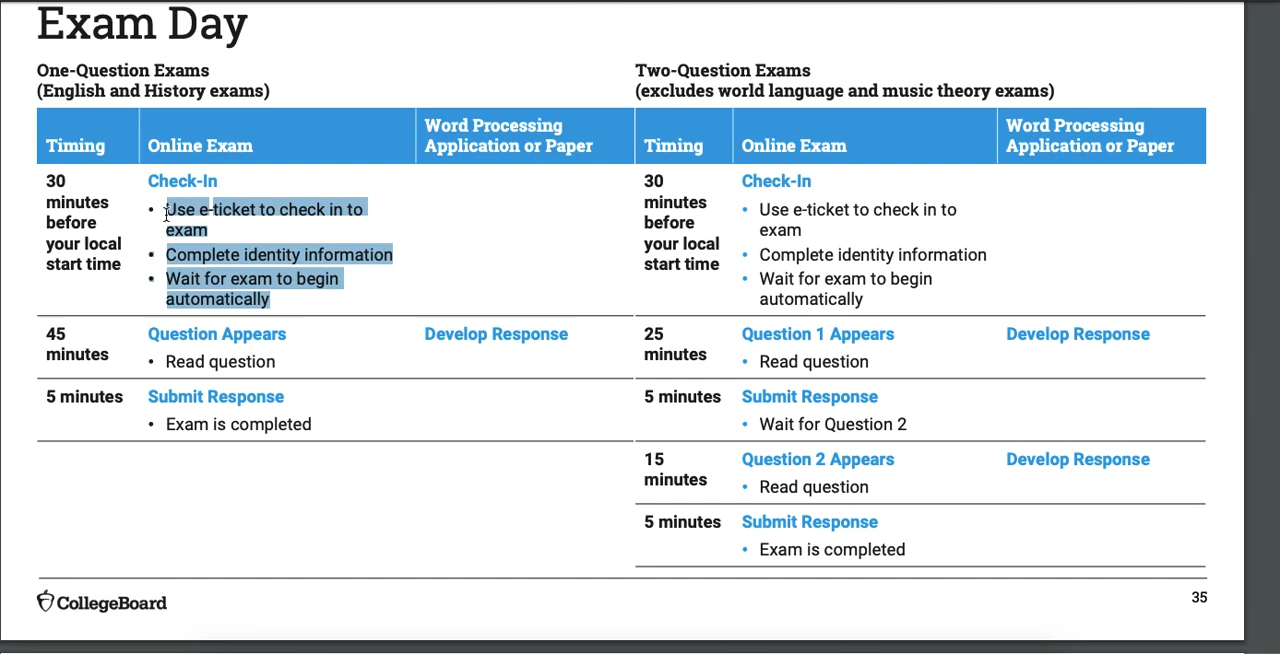 Exam Day
One-Question Exams
(English and History exams)
Timing
Online Exam
Word Processing
Application or Paper
30
minutes
before
your local
start time
Check-In
• Use e-ticket to check in to
exam
• Complete identity information
• Wait for exam to begin
automatically
45
minutes
Question Appears
• Read question
Develop Response
5 minutes
Submit Response
• Exam is completed
Two-Question Exams
(excludes world language and music theory exams)
Timing
Online Exam
Word Processing
Application or Paper
30
minutes
before
your local
start time
Check-In
• Use e-ticket to check in to
exam
• Complete identity information
• Wait for exam to begin
automatically
25
minutes
Question 1 Appears
• Read question
Develop Response
5 minutes
Submit Response
• Wait for Question 2
15
minutes
Question 2 Appears
• Read question
Develop Response
5 minutes
Submit Response
• Exam is completed
CollegeBoard
35